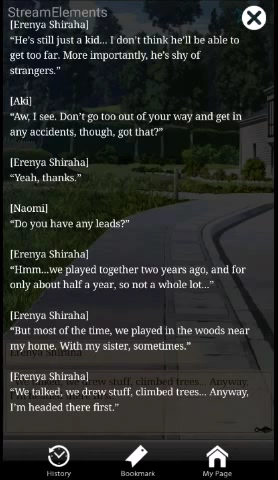 StreamElements
[Erenya Shiraha]
“He's still just a kid... I don't think he'll be able to
get too far. More importantly, he's shy of
strangers.”
[Aki]
“Aw, I see. Don’t go too out of your way and get in
any accidents, though, got that?”
[Erenya Shiraha]
“Yeah, thanks.”
[Naomi]
“Do you have any leads?”
[Erenya Shiraha]
“Hmm...we played together two years ago, and for
only about half a year, so not a whole lot...”
[Erenya Shiraha]
“But most of the time, we played in the woods near
my home. With my sister, sometimes.”
Erenya Shiraha
[Erenya Shiraha]
“We talked, we drew stuff, climbed trees... Anyway,
I’m headed there first.”
History
Bookmark
My Page